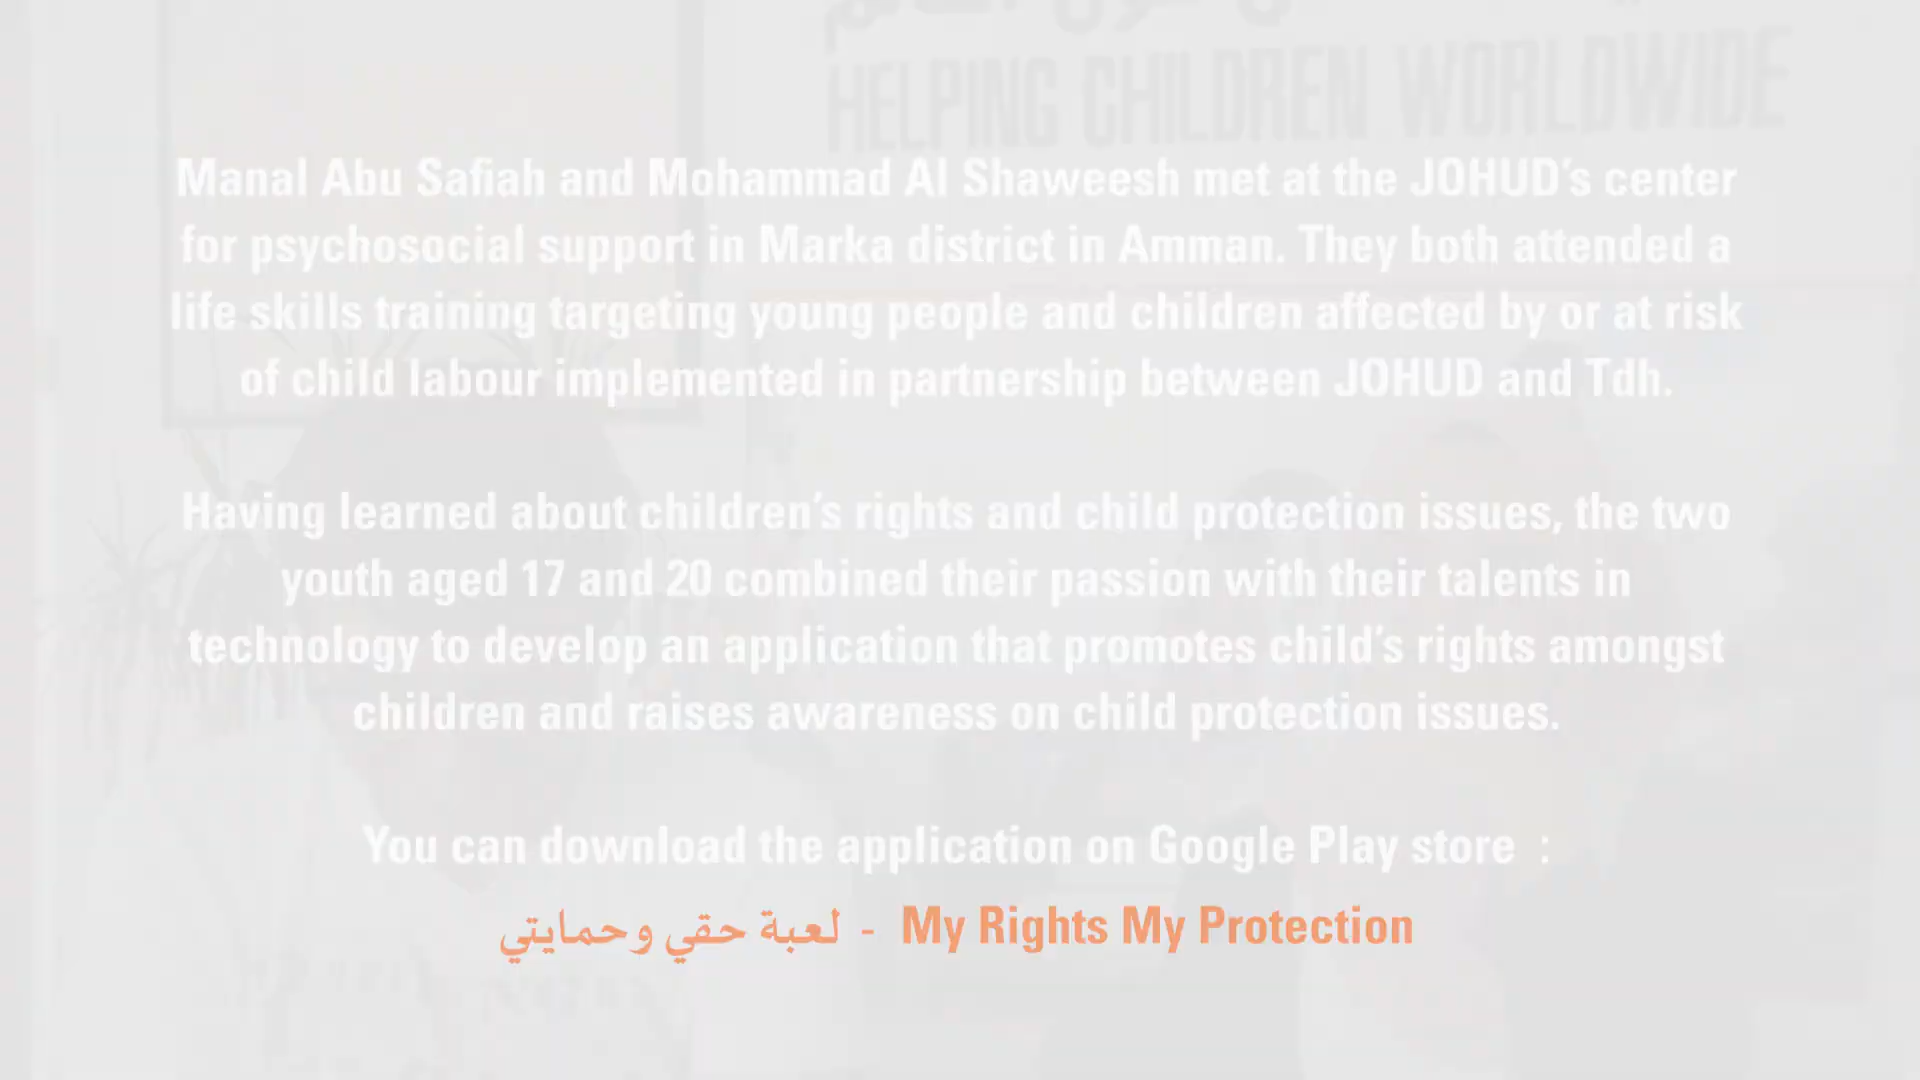 HELPING CHILDREN WORLDWIDE
Manal Abu Safiah and Mohammad Al Shaweesh met at the JOHUD’s center
for psychosocial support in Marka district in Amman. They both attended a
life skills training targeting young people and children affected by or at risk
of child labour implemented in partnership between JOHUD and Tdh.
Having learned about children’s rights and child protection issues, the two
youth aged 17 and 20 combined their passion with their talents in
technology to develop an application that promotes child’s rights amongst
children and raises awareness on child protection issues.
You can download the application on Google Play store :
لعبة حقي وحمايتي - My Rights My Protection